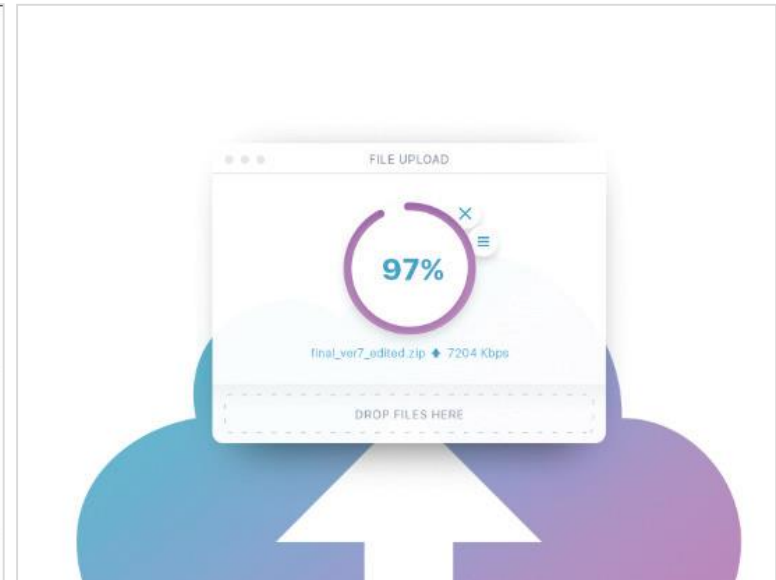 FILE UPLOAD
97%
final_ver7_edited.zip 7204 Kbps
DROP FILES HERE